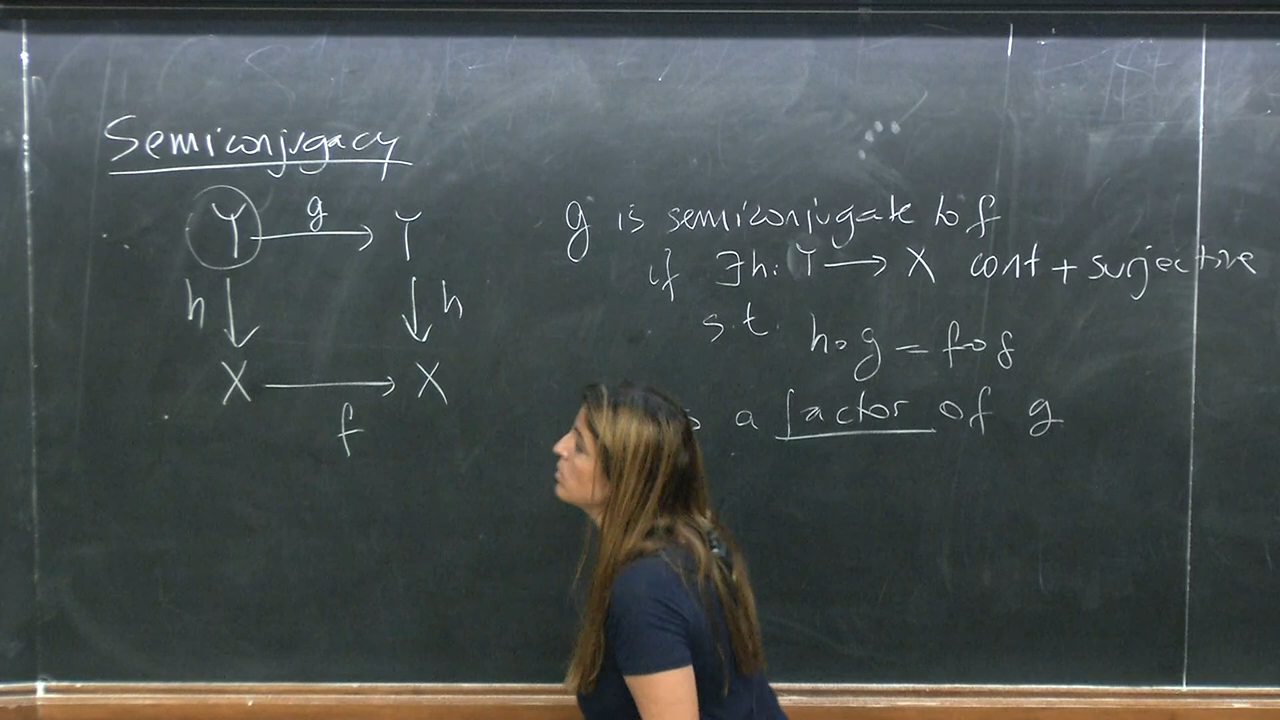 Semiconjugacy
Y g Y
h h
X X
f
g is semiconjugate to f
if ∃h: Y → X cont + surjective
s.t. h∘g = f∘g
a factor of g